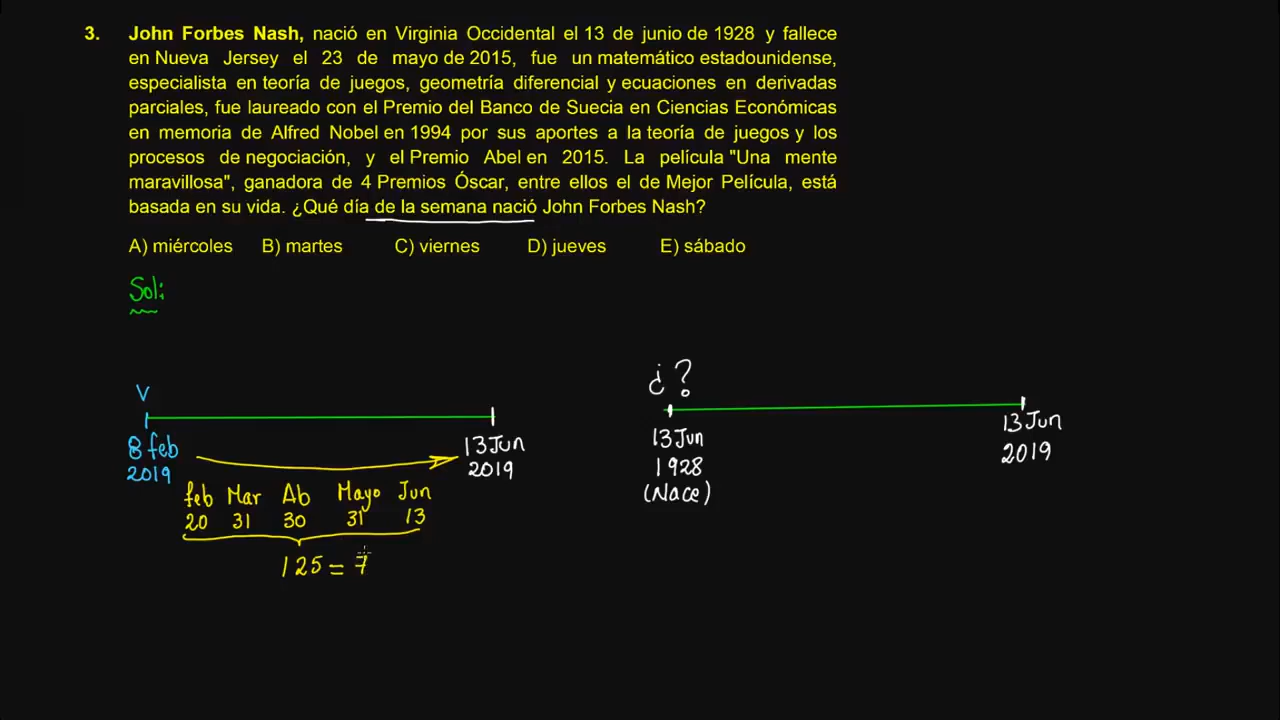 3. John Forbes Nash, nació en Virginia Occidental el 13 de junio de 1928 y fallece
en Nueva Jersey el 23 de mayo de 2015, fue un matemático estadounidense,
especialista en teoría de juegos, geometría diferencial y ecuaciones en derivadas
parciales, fue laureado con el Premio del Banco de Suecia en Ciencias Económicas
en memoria de Alfred Nobel en 1994 por sus aportes a la teoría de juegos y los
procesos de negociación, y el Premio Abel en 2015. La película "Una mente
maravillosa", ganadora de 4 Premios Óscar, entre ellos el de Mejor Película, está
basada en su vida. ¿Qué día de la semana nació John Forbes Nash?
A) miércoles B) martes C) viernes D) jueves E) sábado
Sol:
V
8 feb
2019
13 Jun
2019
feb Mar Ab Mayo Jun
20 31 30 31 13
125 = 7
¿?
13 Jun
1928
(Nace)
13 Jun
2019